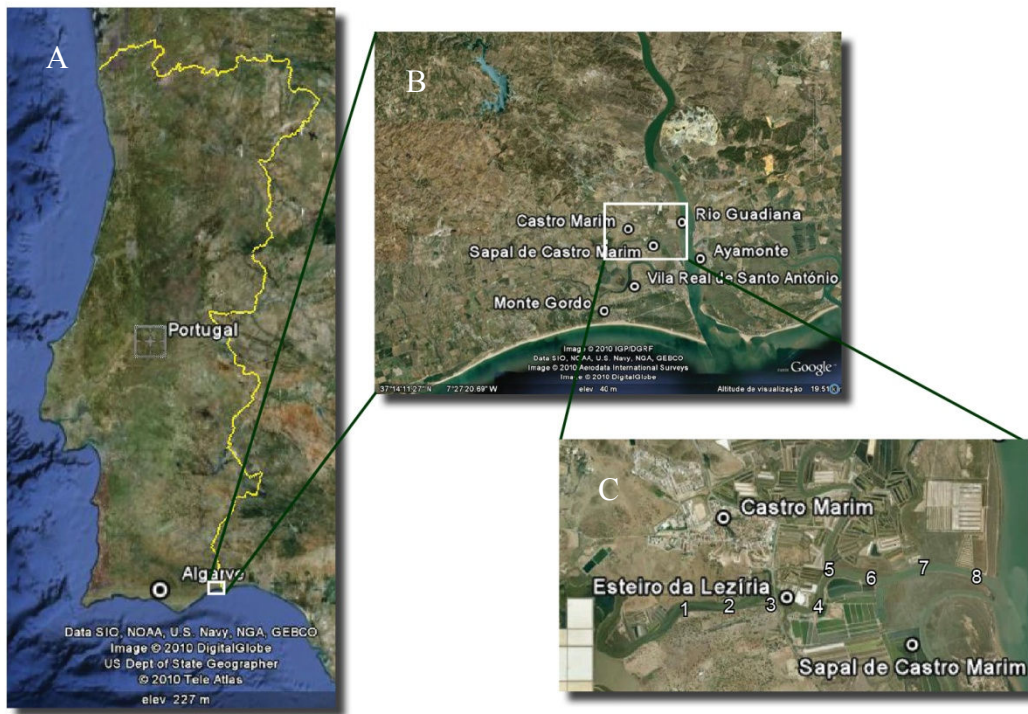 A
Portugal
Algarve
Data SIO, NOAA, U.S. Navy, NGA, GEBCO
Image © 2010 DigitalGlobe
US Dept of State Geographer
© 2010 Tele Atlas
elev 227 m
B
Castro Marim
Rio Guadiana
Sapal de Castro Marim
Ayamonte
Vila Real de Santo António
Monte Gordo
Image © 2010 IGP/DGRF
Data SIO, NOAA, U.S. Navy, NGA, GEBCO
Image © 2010 Aerodata International Surveys
Image © 2010 DigitalGlobe
Google
37°14'11.27" N 7°27'20.69" W elev 40 m Altitude de visualização
C
Castro Marim
5 6 7 8
Esteiro da Lezíria
1 2 3 4
Sapal de Castro Marim